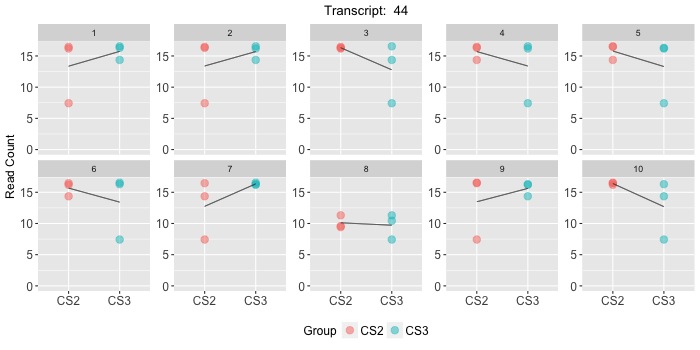 Transcript: 44
1 2 3 4 5
15
10
5
0
6 7 8 9 10
15
10
5
0
Read Count
CS2 CS3 CS2 CS3 CS2 CS3 CS2 CS3 CS2 CS3
Group CS2 CS3